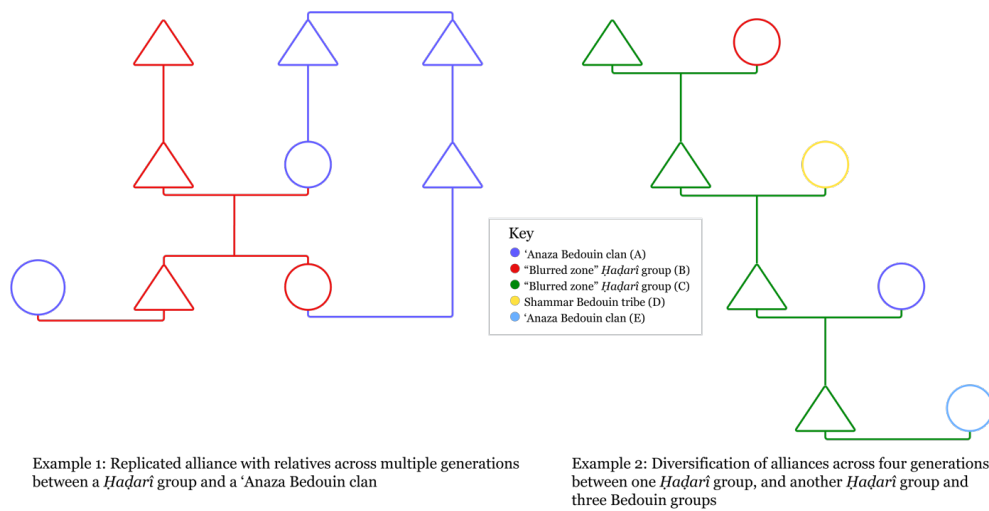 Key
‘Anaza Bedouin clan (A)
“Blurred zone” Ḥaḍarî group (B)
“Blurred zone” Ḥaḍarî group (C)
Shammar Bedouin tribe (D)
‘Anaza Bedouin clan (E)
Example 1: Replicated alliance with relatives across multiple generations
between a Ḥaḍarî group and a ‘Anaza Bedouin clan
Example 2: Diversification of alliances across four generations
between one Ḥaḍarî group, and another Ḥaḍarî group and
three Bedouin groups